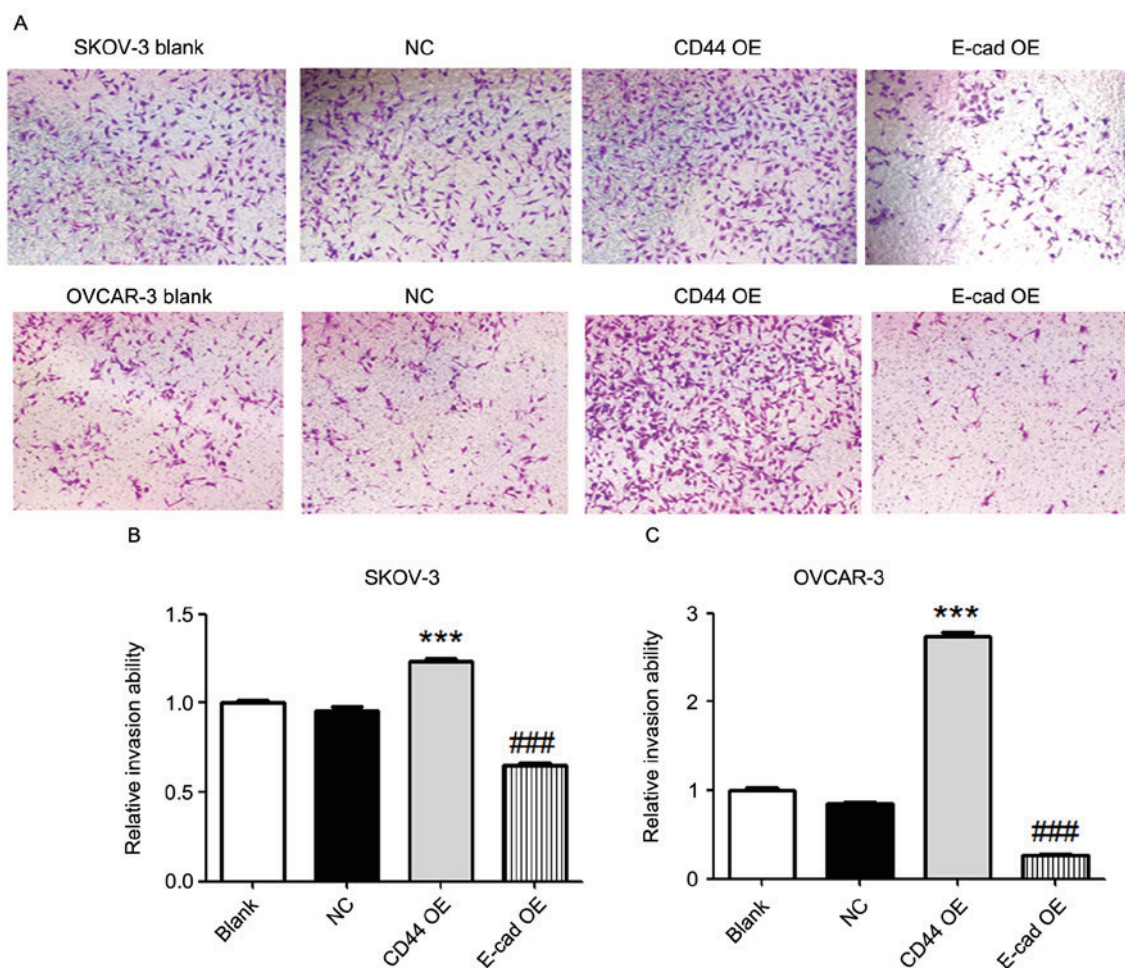 A
SKOV-3 blank NC CD44 OE E-cad OE
OVCAR-3 blank NC CD44 OE E-cad OE
B
SKOV-3
Relative invasion ability
1.5
1.0
0.5
0.0
***
###
Blank NC CD44 OE E-cad OE
C
OVCAR-3
Relative invasion ability
3
2
1
0
***
###
Blank NC CD44 OE E-cad OE